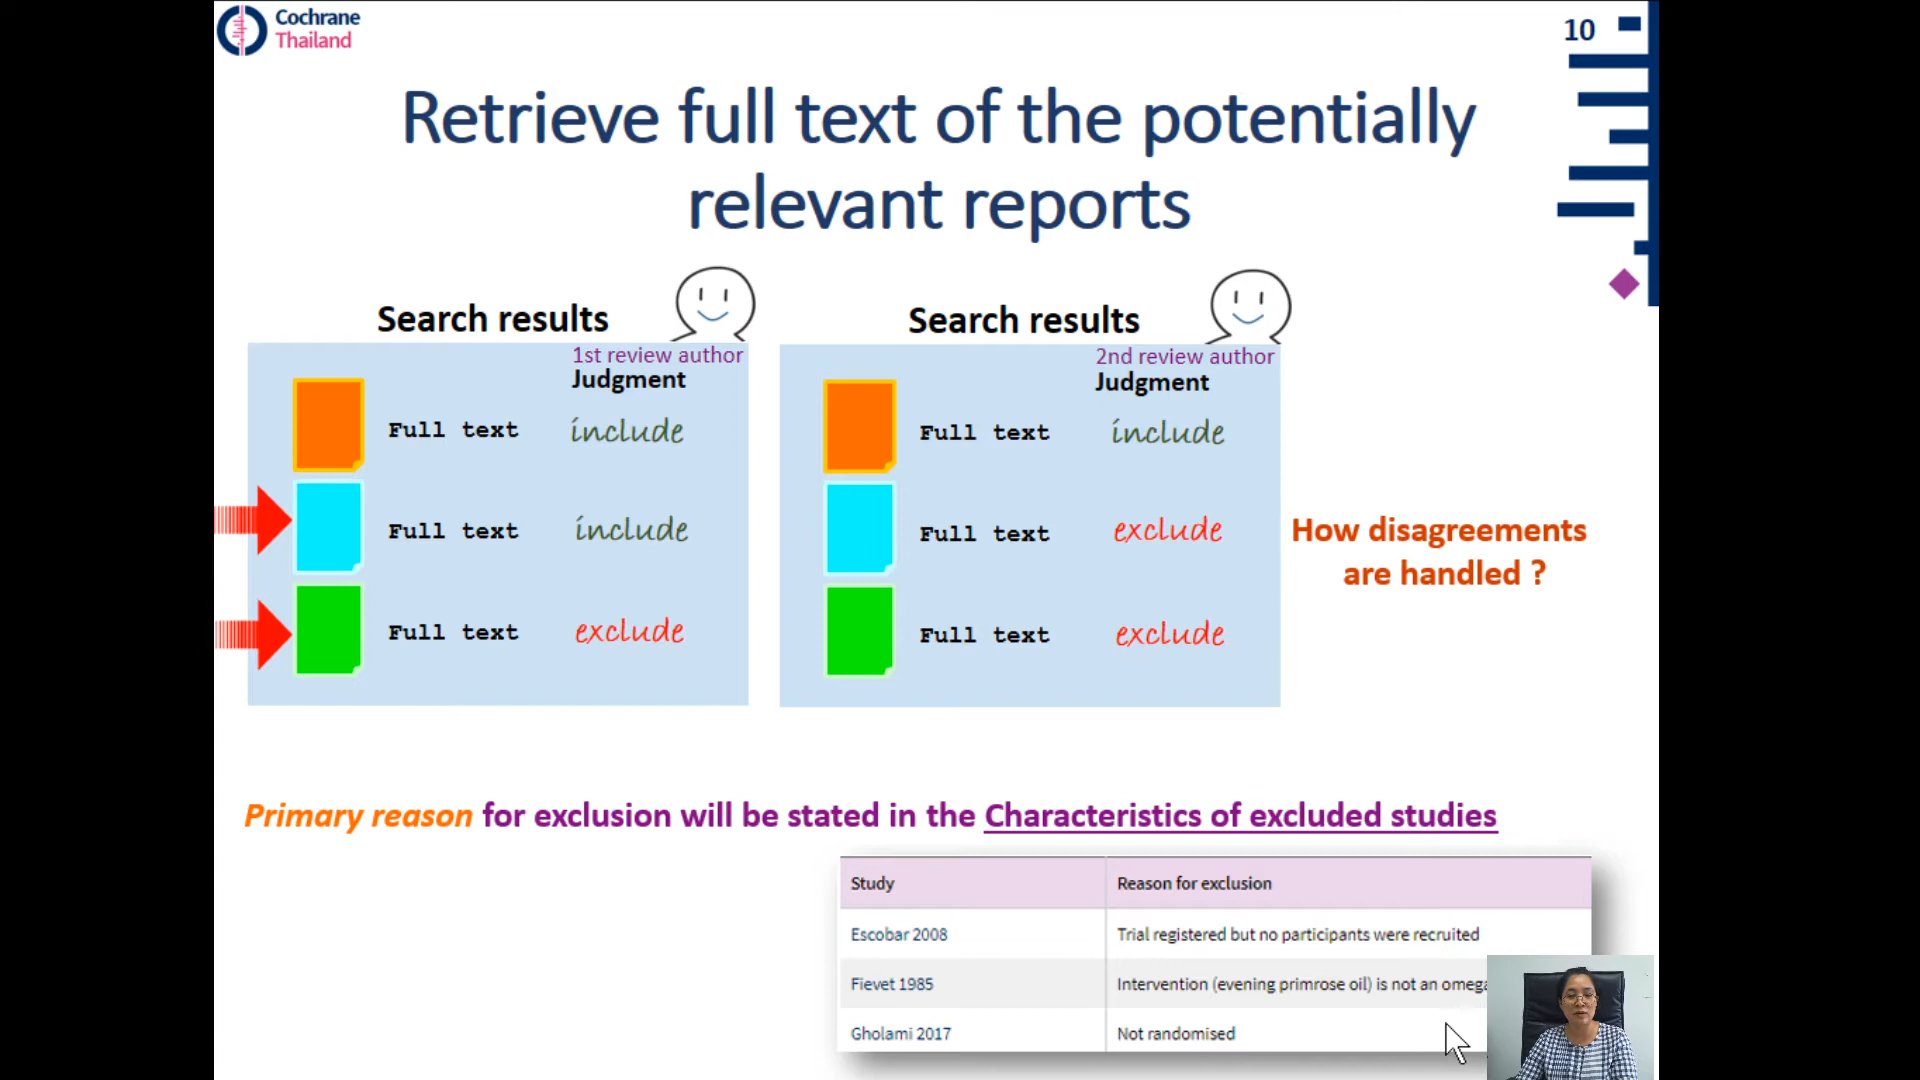 Cochrane
Thailand
10
Retrieve full text of the potentially
relevant reports
Search results
1st review author
Judgment
Full text include
Full text include
Full text exclude
Search results
2nd review author
Judgment
Full text include
Full text exclude
Full text exclude
How disagreements
are handled ?
Primary reason for exclusion will be stated in the Characteristics of excluded studies
Study Reason for exclusion
Escobar 2008 Trial registered but no participants were recruited
Fievet 1985 Intervention (evening primrose oil) is not an
Gholami 2017 Not randomised